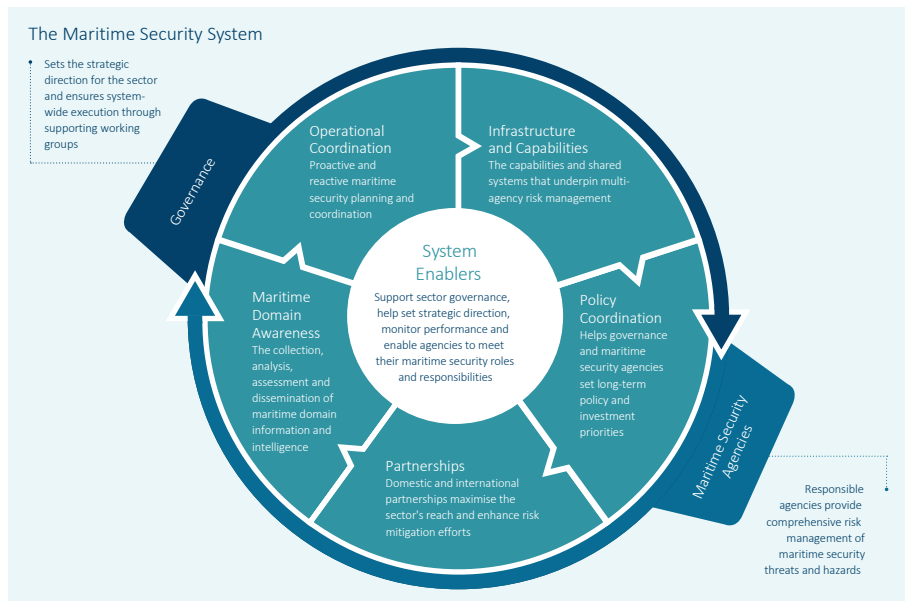 The Maritime Security System
Sets the strategic
direction for the sector
and ensures system-
wide execution through
supporting working
groups
Governance
Operational
Coordination
Proactive and
reactive maritime
security planning and
coordination
Infrastructure
and Capabilities
The capabilities and shared
systems that underpin multi-
agency risk management
System
Enablers
Support sector governance,
help set strategic direction,
monitor performance and
enable agencies to meet
their maritime security roles
and responsibilities
Maritime
Domain
Awareness
The collection,
analysis,
assessment and
dissemination of
maritime domain
information and
intelligence
Policy
Coordination
Helps governance
and maritime
security agencies
set long-term
policy and
investment
priorities
Partnerships
Domestic and international
partnerships maximise the
sector's reach and enhance risk
mitigation efforts
Maritime Security
Agencies
Responsible
agencies provide
comprehensive risk
management of
maritime security
threats and hazards